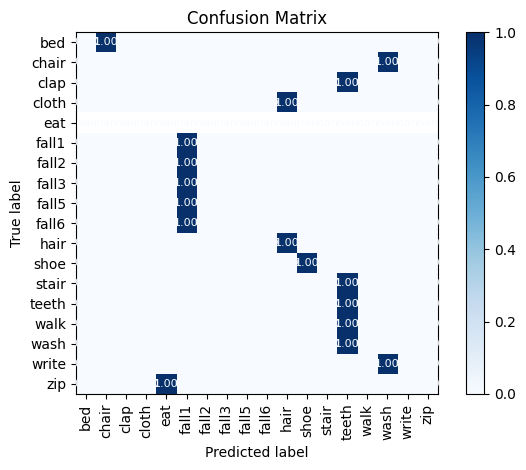 Confusion Matrix
True label
bed 1.00
chair 1.00
clap 1.00
cloth 1.00
eat
fall1 1.00
fall2 1.00
fall3 1.00
fall5 1.00
fall6 1.00
hair 1.00
shoe 1.00
stair 1.00
teeth 1.00
walk 1.00
wash 1.00
write 1.00
zip 1.00
bed chair clap cloth eat fall1 fall2 fall3 fall5 fall6 hair shoe stair teeth walk wash write zip
Predicted label
1.0
0.8
0.6
0.4
0.2
0.0